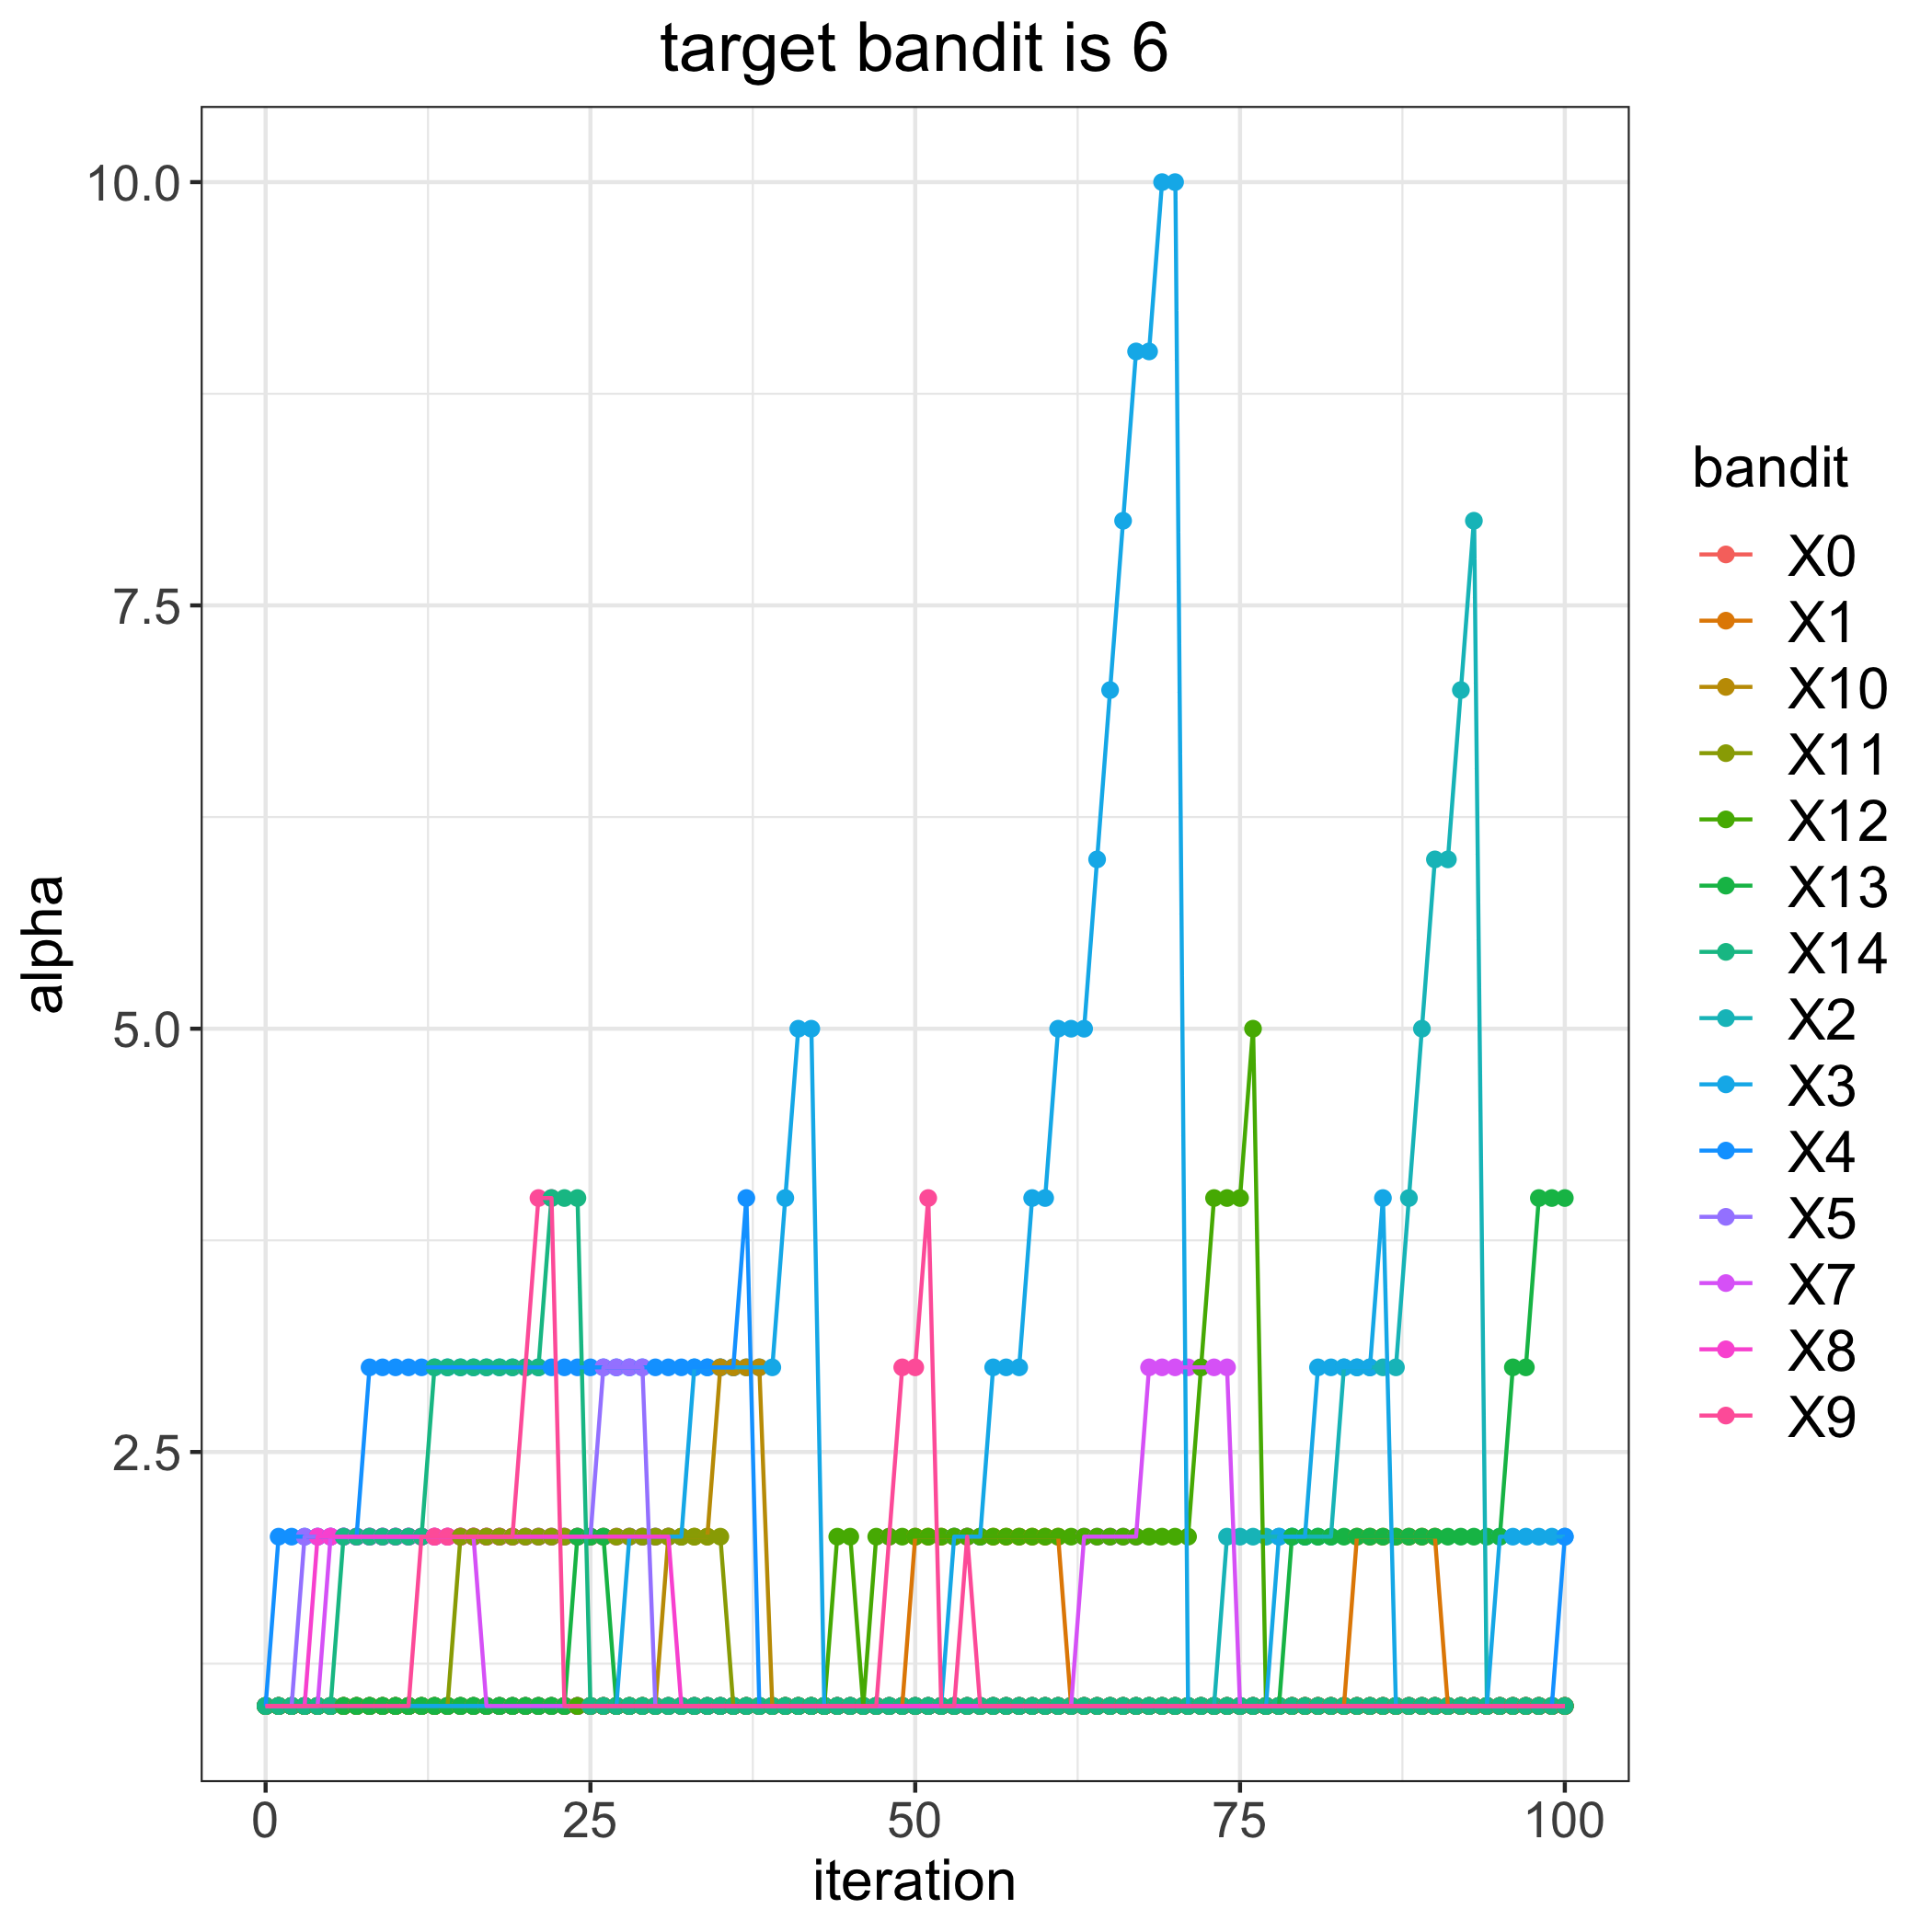 target bandit is 6
10.0
7.5
5.0
2.5
alpha
0 25 50 75 100
iteration
bandit
X0
X1
X10
X11
X12
X13
X14
X2
X3
X4
X5
X7
X8
X9